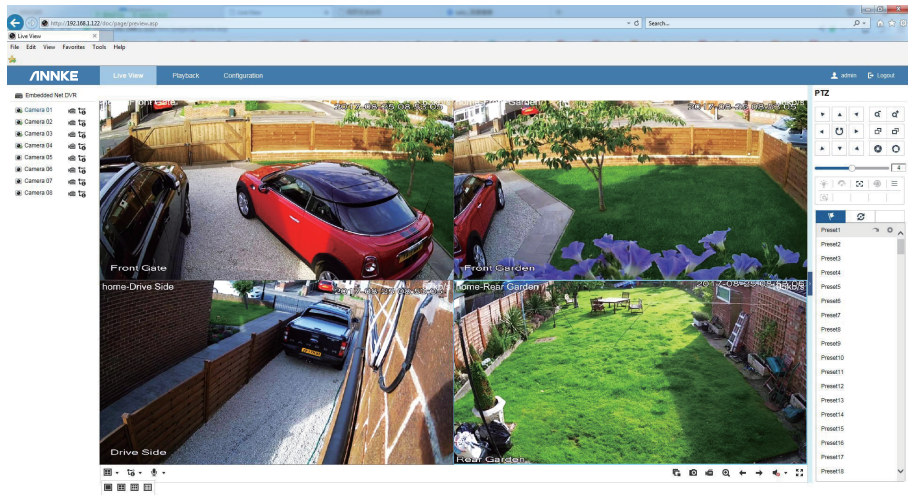 http://192.168.1.122/doc/page/preview.asp
Search...
Live View
File Edit View Favorites Tools Help
ANNKE
Live View Playback Configuration
admin Logout
Embedded Net DVR
Camera 01
Camera 02
Camera 03
Camera 04
Camera 05
Camera 06
Camera 07
Camera 08
Front Gate
Front Garden
home-Drive Side
Drive Side
home-Rear Garden
Rear Garden
PTZ
4
Preset1
Preset2
Preset3
Preset4
Preset5
Preset6
Preset7
Preset8
Preset9
Preset10
Preset11
Preset12
Preset13
Preset14
Preset15
Preset16
Preset17
Preset18